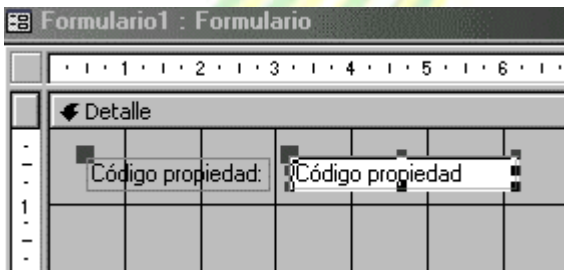 Formulario1 : Formulario
1 2 3 4 5 6
Detalle
Código propiedad: Código propiedad
1